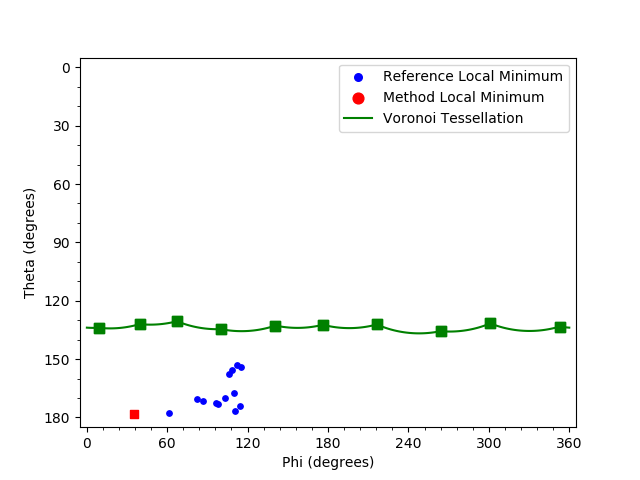 Reference Local Minimum
Method Local Minimum
Voronoi Tessellation
Theta (degrees)
0
30
60
90
120
150
180
0 60 120 180 240 300 360
Phi (degrees)